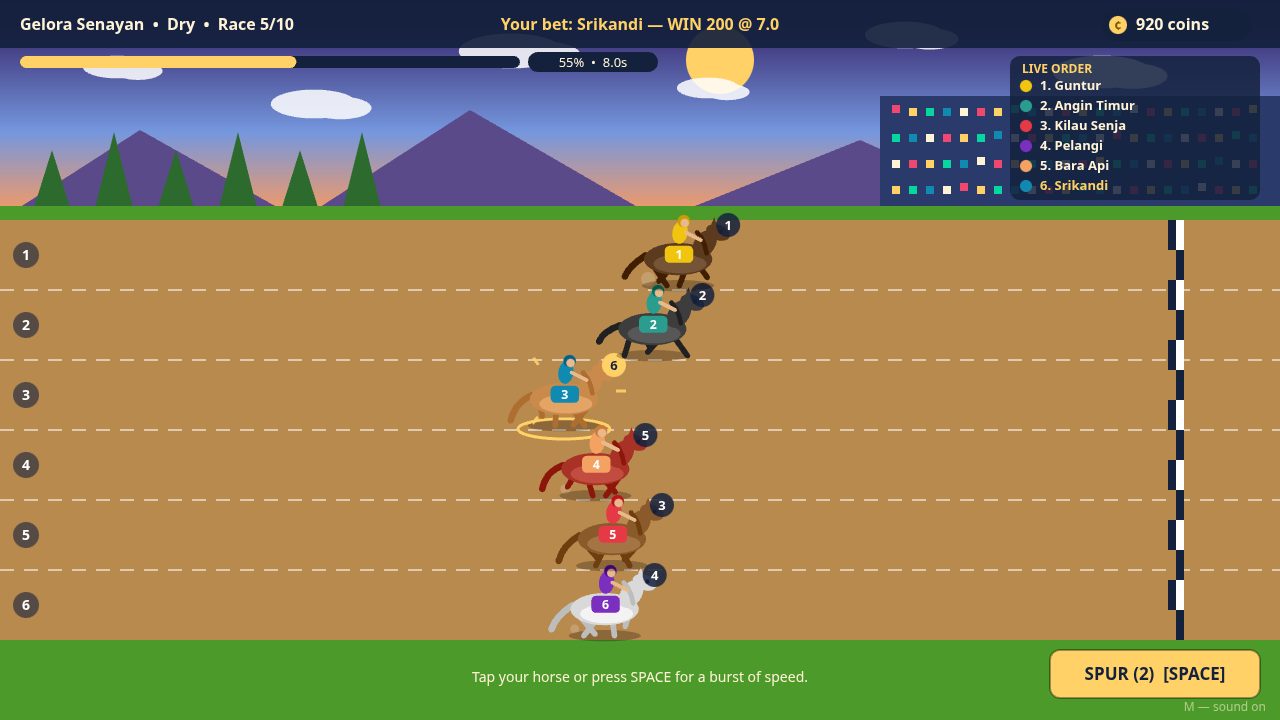 Gelora Senayan • Dry • Race 5/10
Your bet: Srikandi — WIN 200 @ 7.0
¢ 920 coins
55% • 8.0s
LIVE ORDER
1. Guntur
2. Angin Timur
3. Kilau Senja
4. Pelangi
5. Bara Api
6. Srikandi
1 1 1
2 2 2
3 3 6
4 4 5
5 5 3
6 6 4
Tap your horse or press SPACE for a burst of speed.
SPUR (2) [SPACE]
M — sound on